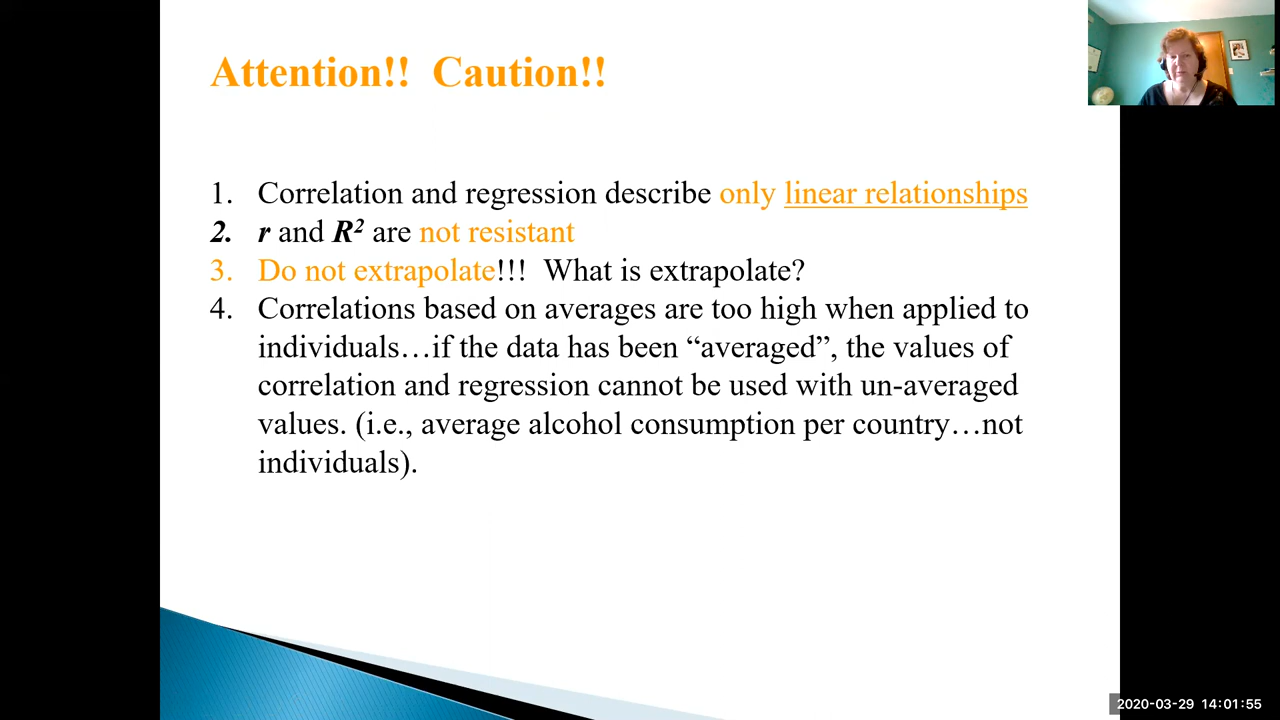 Attention!! Caution!!
1. Correlation and regression describe only linear relationships
2. r and R² are not resistant
3. Do not extrapolate!!! What is extrapolate?
4. Correlations based on averages are too high when applied to
individuals…if the data has been “averaged”, the values of
correlation and regression cannot be used with un-averaged
values. (i.e., average alcohol consumption per country…not
individuals).
2020-03-29 14:01:55